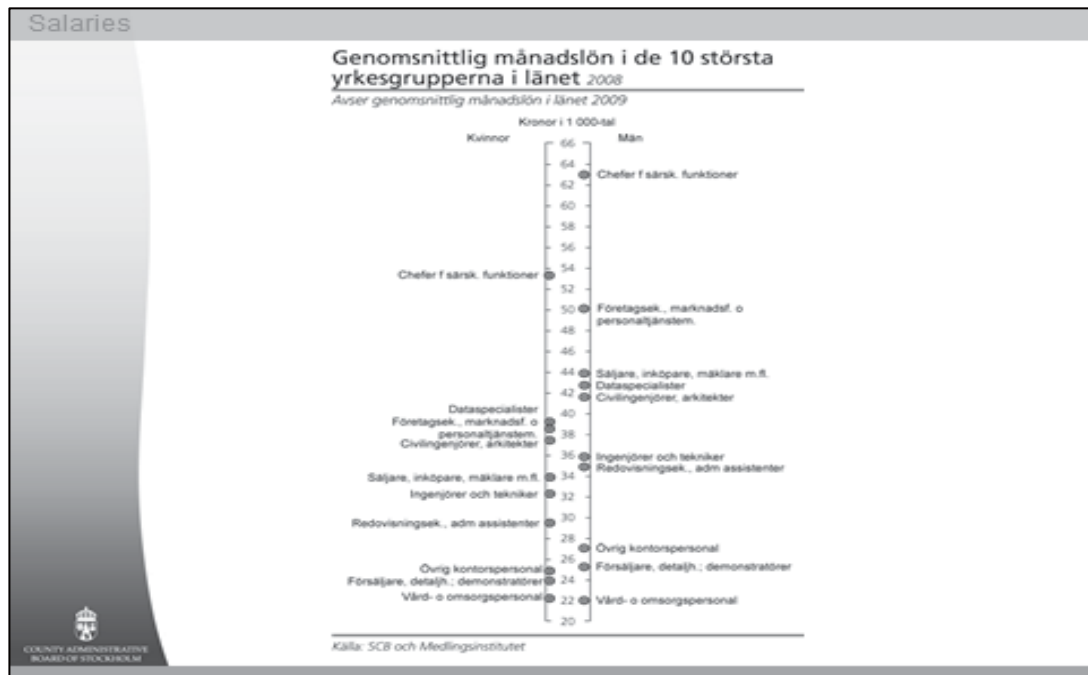 Salaries
Genomsnittlig månadslön i de 10 största
yrkesgrupperna i länet 2008
Avser genomsnittlig månadslön i länet 2009
Kronor i 1 000-tal
Kvinnor
Män
66
64
Chefer f särsk. funktioner
62
60
58
56
Chefer f särsk. funktioner
54
52
50
Företagsek., marknadsf. o
personaltjänstem.
48
46
44
Säljare, inköpare, mäklare m.fl.
Dataspecialister
42
Civilingenjörer, arkitekter
Dataspecialister
40
Företagsek., marknadsf. o
personaltjänstem.
38
Civilingenjörer, arkitekter
36
Ingenjörer och tekniker
Redovisningsek., adm assistenter
Säljare, inköpare, mäklare m.fl.
34
Ingenjörer och tekniker
32
30
Redovisningsek., adm assistenter
28
Övrig kontorspersonal
26
Försäljare, detaljh.; demonstratörer
Övrig kontorspersonal
24
Försäljare, detaljh.; demonstratörer
Vård- o omsorgspersonal
22
Vård- o omsorgspersonal
20
Källa: SCB och Medlingsinstitutet
COUNTY ADMINISTRATIVE
BOARD OF STOCKHOLM